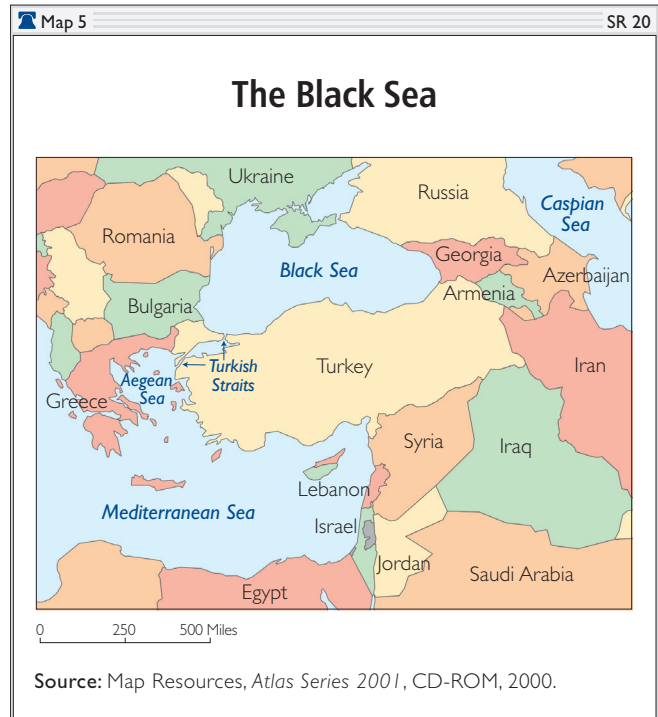 Map 5
SR 20
The Black Sea
Ukraine
Russia
Caspian
Sea
Romania
Georgia
Black Sea
Azerbaijan
Armenia
Bulgaria
Turkish
Straits
Turkey
Iran
Aegean
Sea
Greece
Syria
Iraq
Lebanon
Mediterranean Sea
Israel
Jordan
Saudi Arabia
Egypt
0 250 500 Miles
Source: Map Resources, Atlas Series 2001, CD-ROM, 2000.